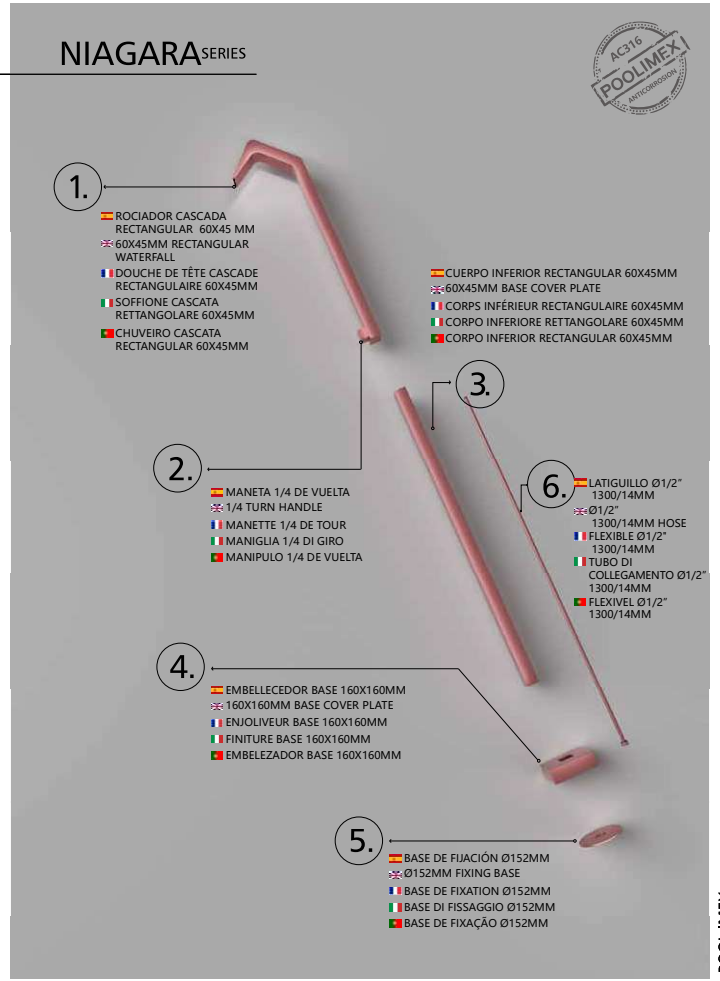 NIAGARA SERIES
AC316
POOLIMEX
ANTICORROSION
1.
ROCIADOR CASCADA
RECTANGULAR 60X45 MM
60X45MM RECTANGULAR
WATERFALL
DOUCHE DE TÊTE CASCADE
RECTANGULAIRE 60X45MM
SOFFIONE CASCATA
RETTANGOLARE 60X45MM
CHUVEIRO CASCATA
RECTANGULAR 60X45MM
CUERPO INFERIOR RECTANGULAR 60X45MM
60X45MM BASE COVER PLATE
CORPS INFÉRIEUR RECTANGULAIRE 60X45MM
CORPO INFERIORE RETTANGOLARE 60X45MM
CORPO INFERIOR RECTANGULAR 60X45MM
3.
2.
MANETA 1/4 DE VUELTA
1/4 TURN HANDLE
MANETTE 1/4 DE TOUR
MANIGLIA 1/4 DI GIRO
MANIPULO 1/4 DE VUELTA
6.
LATIGUILLO Ø1/2”
1300/14MM
Ø1/2”
1300/14MM HOSE
FLEXIBLE Ø1/2”
1300/14MM
TUBO DI
COLLEGAMENTO Ø1/2”
1300/14MM
FLEXIVEL Ø1/2”
1300/14MM
4.
EMBELLECEDOR BASE 160X160MM
160X160MM BASE COVER PLATE
ENJOLIVEUR BASE 160X160MM
FINITURE BASE 160X160MM
EMBELEZADOR BASE 160X160MM
5.
BASE DE FIJACIÓN Ø152MM
Ø152MM FIXING BASE
BASE DE FIXATION Ø152MM
BASE DI FISSAGGIO Ø152MM
BASE DE FIXAÇÃO Ø152MM